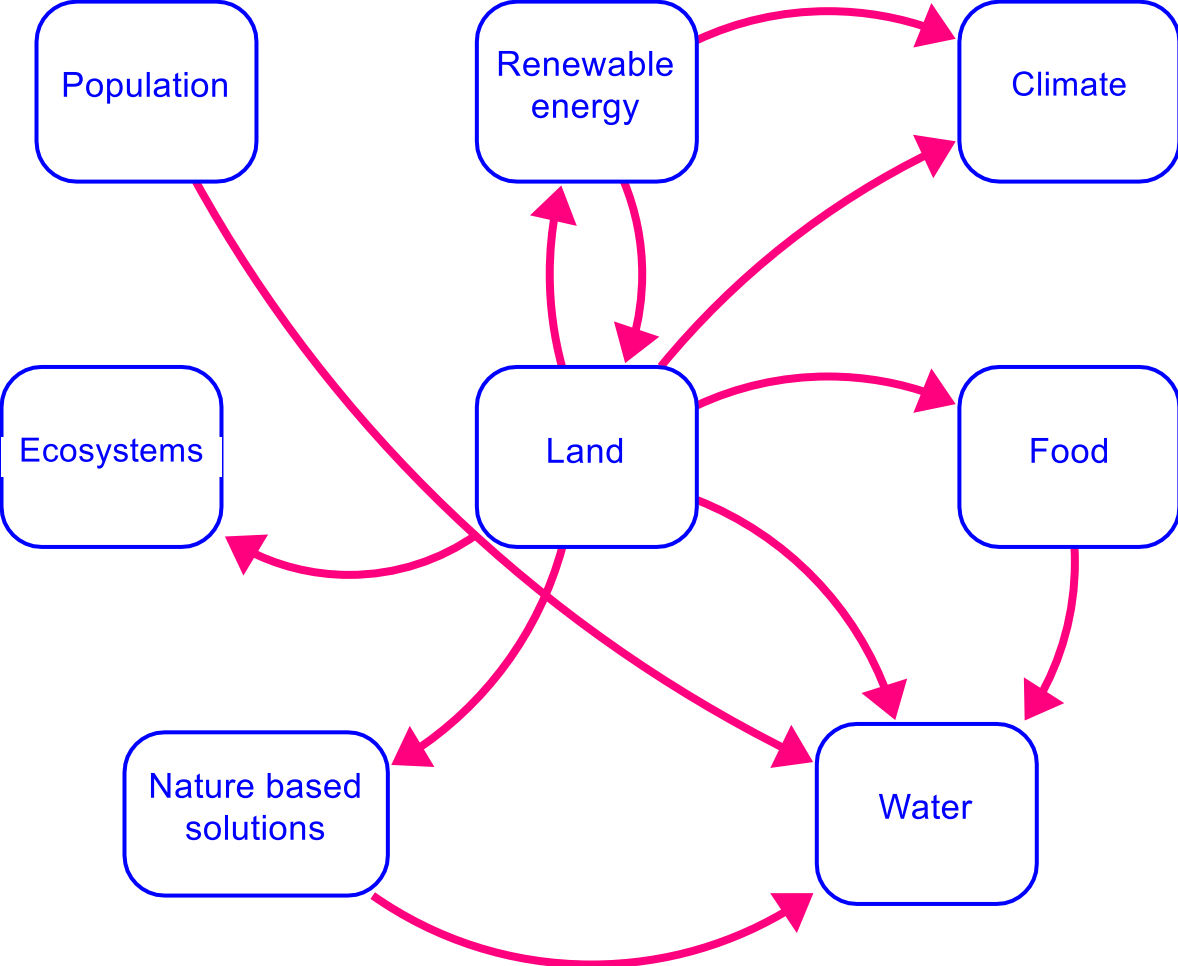 Population
Renewable
energy
Climate
Ecosystems
Land
Food
Nature based
solutions
Water